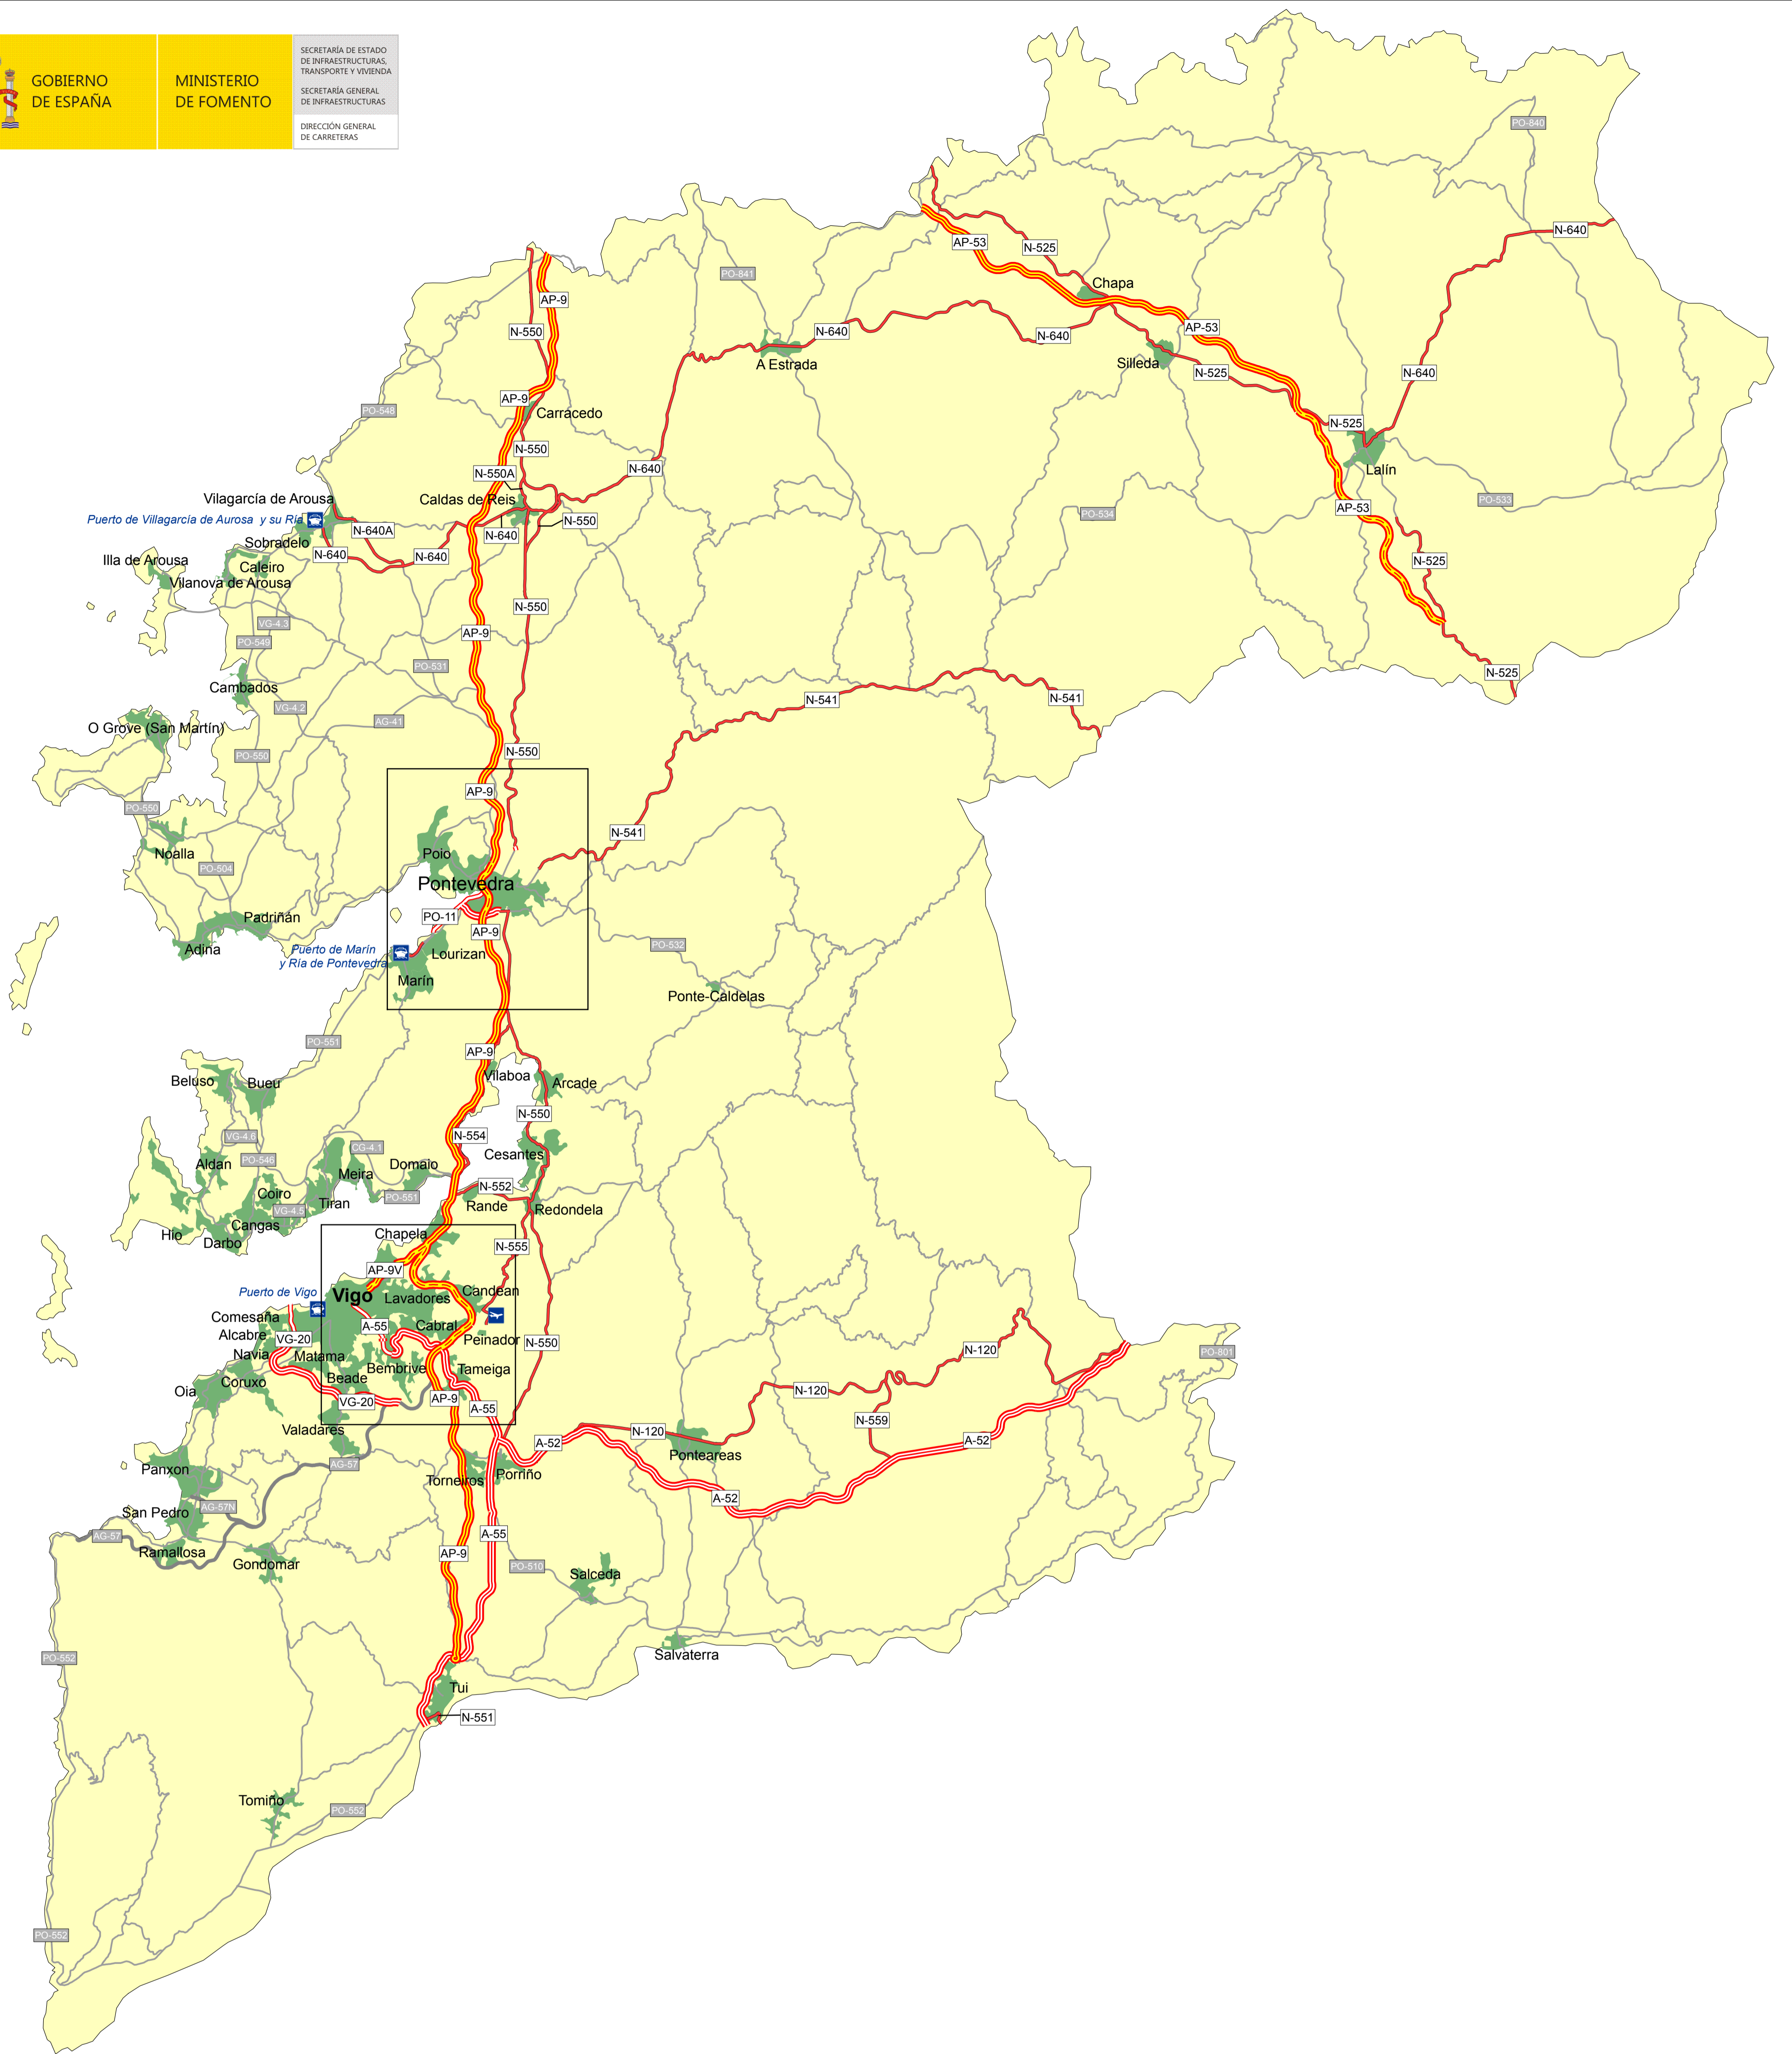 GOBIERNO
DE ESPAÑA
MINISTERIO
DE FOMENTO
SECRETARÍA DE ESTADO
DE INFRAESTRUCTURAS,
TRANSPORTE Y VIVIENDA
SECRETARÍA GENERAL
DE INFRAESTRUCTURAS
DIRECCIÓN GENERAL
DE CARRETERAS
PO-840
N-640
AP-53
N-525
PO-841
Chapa
AP-9
N-550
N-640
N-640
AP-53
A Estrada
Silleda
N-525
N-640
AP-9
PO-548
Carracedo
N-525
N-550
N-640
Lalín
N-550A
Vilagarcía de Arousa
Caldas de Reis
PO-533
AP-53
PO-534
Puerto de Villagarcía de Aurosa y su Ría
N-550
N-640A
N-640
Sobradelo
N-640
N-640
Illa de Arousa
Caleiro
N-525
Vilanova de Arousa
N-550
VG-4.3
AP-9
PO-549
PO-531
N-525
Cambados
N-541
N-541
VG-4.2
AG-41
O Grove (San Martín)
N-550
PO-550
AP-9
PO-550
N-541
Noalla
Poio
PO-504
Pontevedra
Padriñán
PO-11
AP-9
PO-532
Adina
Puerto de Marín
y Ría de Pontevedra
Lourizan
Marín
Ponte-Caldelas
PO-551
AP-9
Vilaboa
Beluso
Bueu
Arcade
N-550
VG-4.6
N-554
CG-4.1
Cesantes
PO-546
Aldan
Domaio
Meira
N-552
Coiro
PO-551
Tiran
Rande
VG-4.5
Redondela
Cangas
Hio
Darbo
Chapela
N-555
AP-9V
Puerto de Vigo
Vigo
Lavadores
Candean
Comesaña
A-55
Cabral
Alcabre
VG-20
Peinador
N-550
Navia
Matama
N-120
PO-801
Bembrive
Tameiga
Beade
Coruxo
Oia
N-120
VG-20
AP-9
A-55
N-559
Valadares
N-120
A-52
A-52
Ponteareas
AG-57
Panxon
Torneiros
Porriño
A-52
AG-57N
San Pedro
AG-57
A-55
Ramallosa
AP-9
Gondomar
PO-510
Salceda
PO-552
Salvaterra
Tui
N-551
Tomiño
PO-552
PO-552